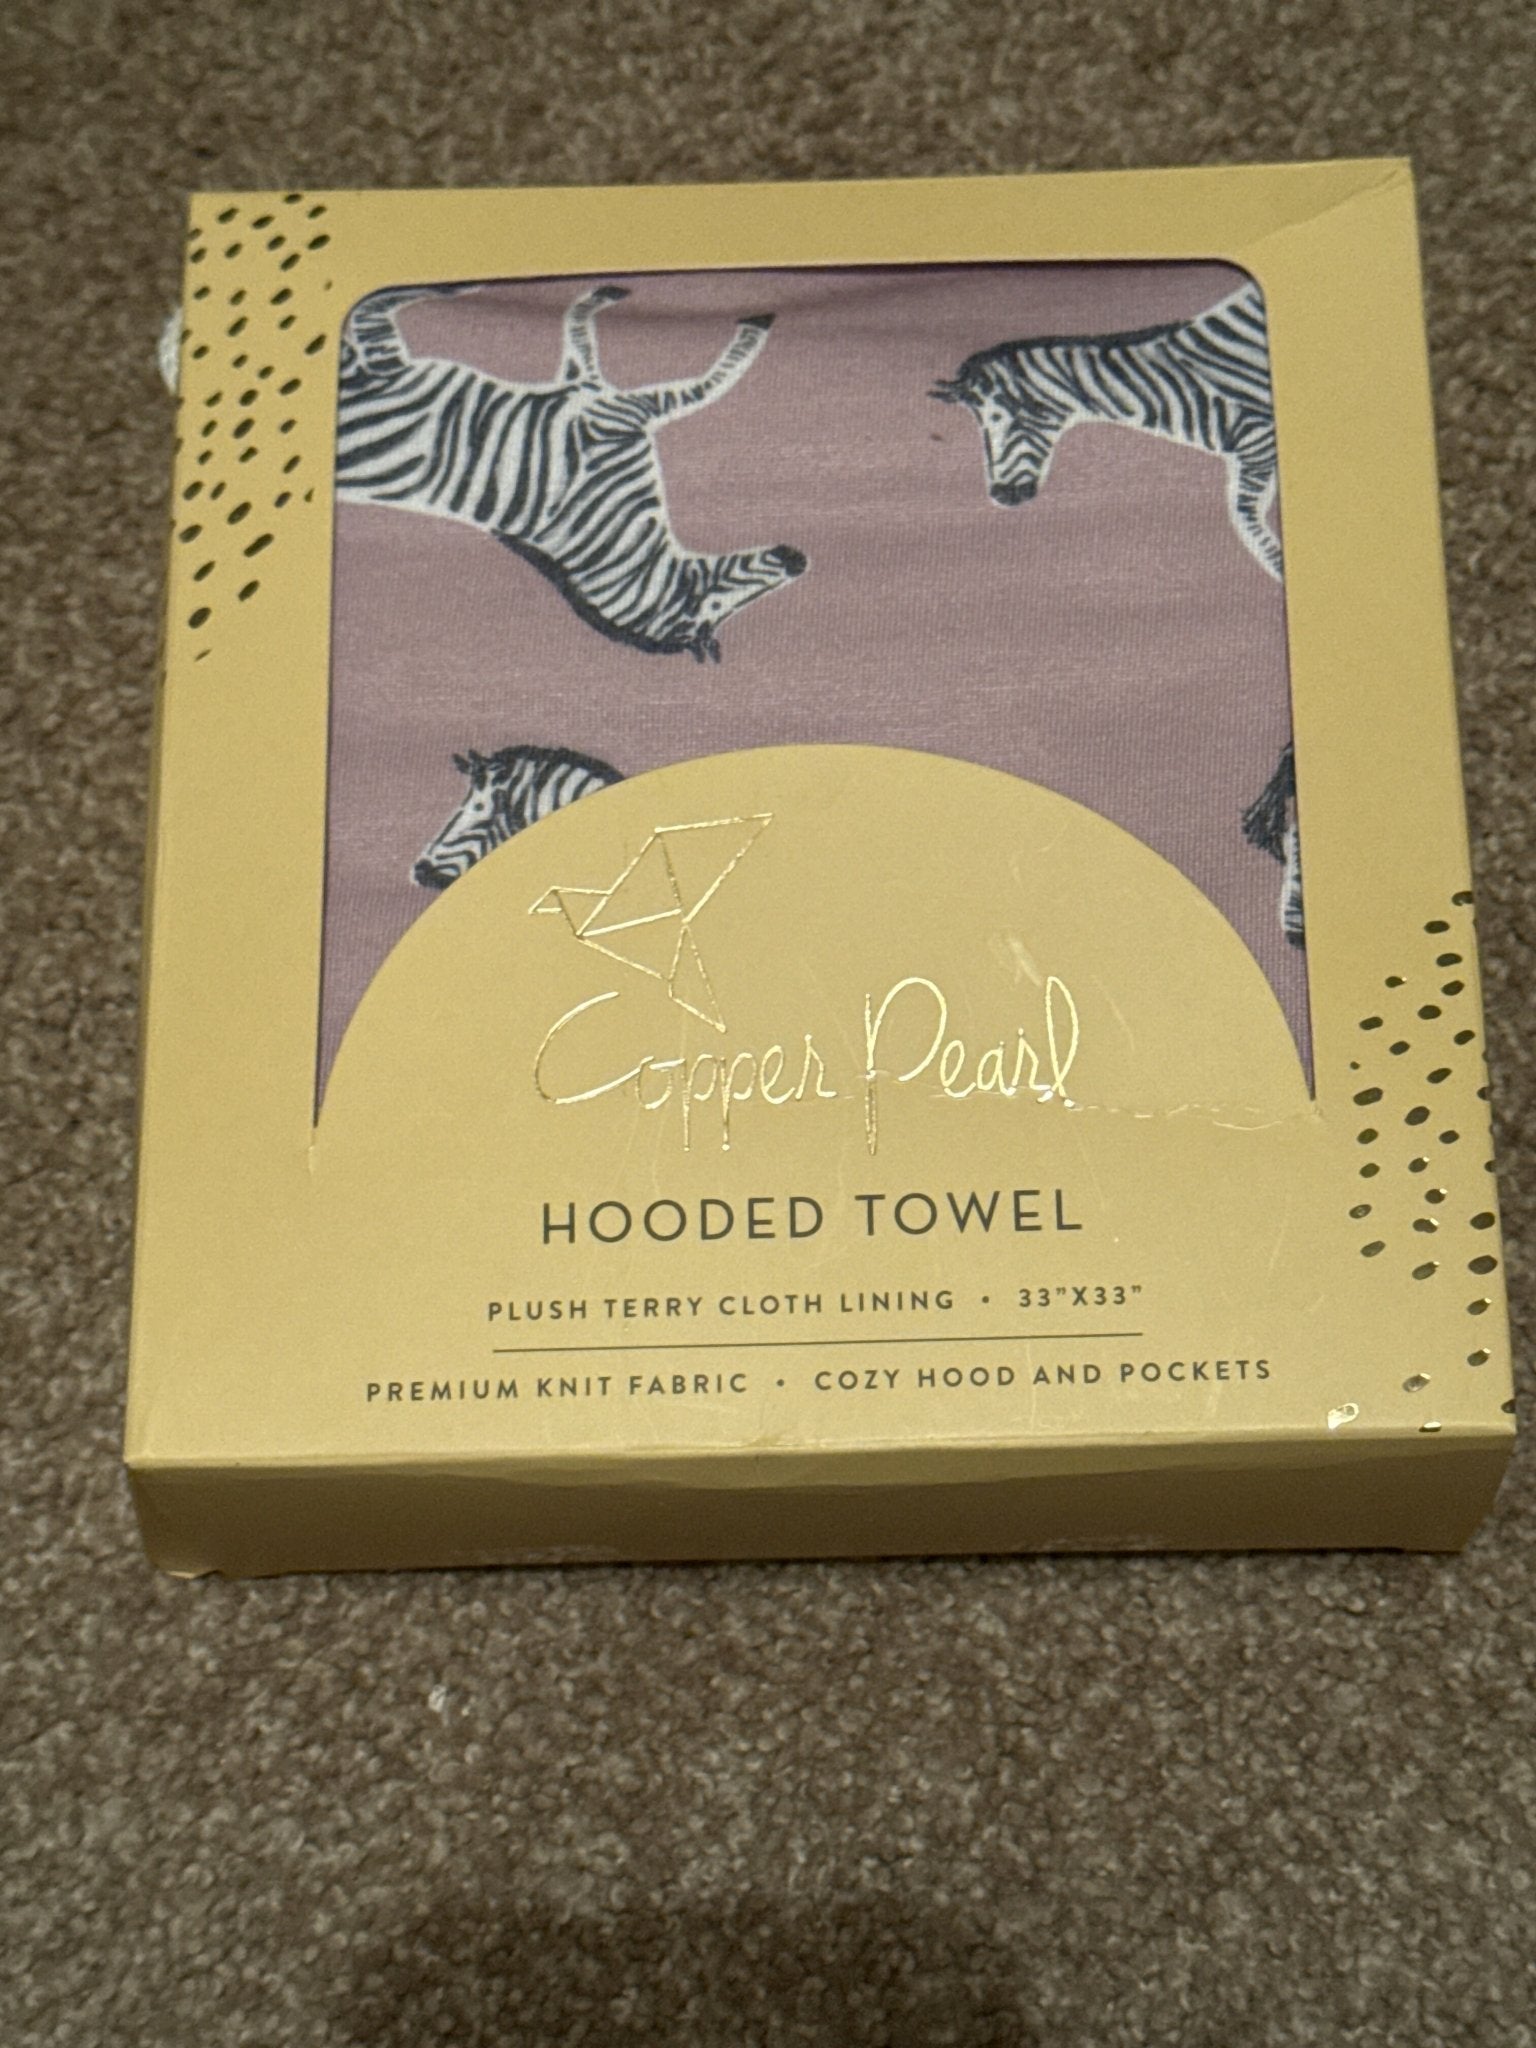 Copper Pearl
HOODED TOWEL
PLUSH TERRY CLOTH LINING • 33”X33”
PREMIUM KNIT FABRIC • COZY HOOD AND POCKETS